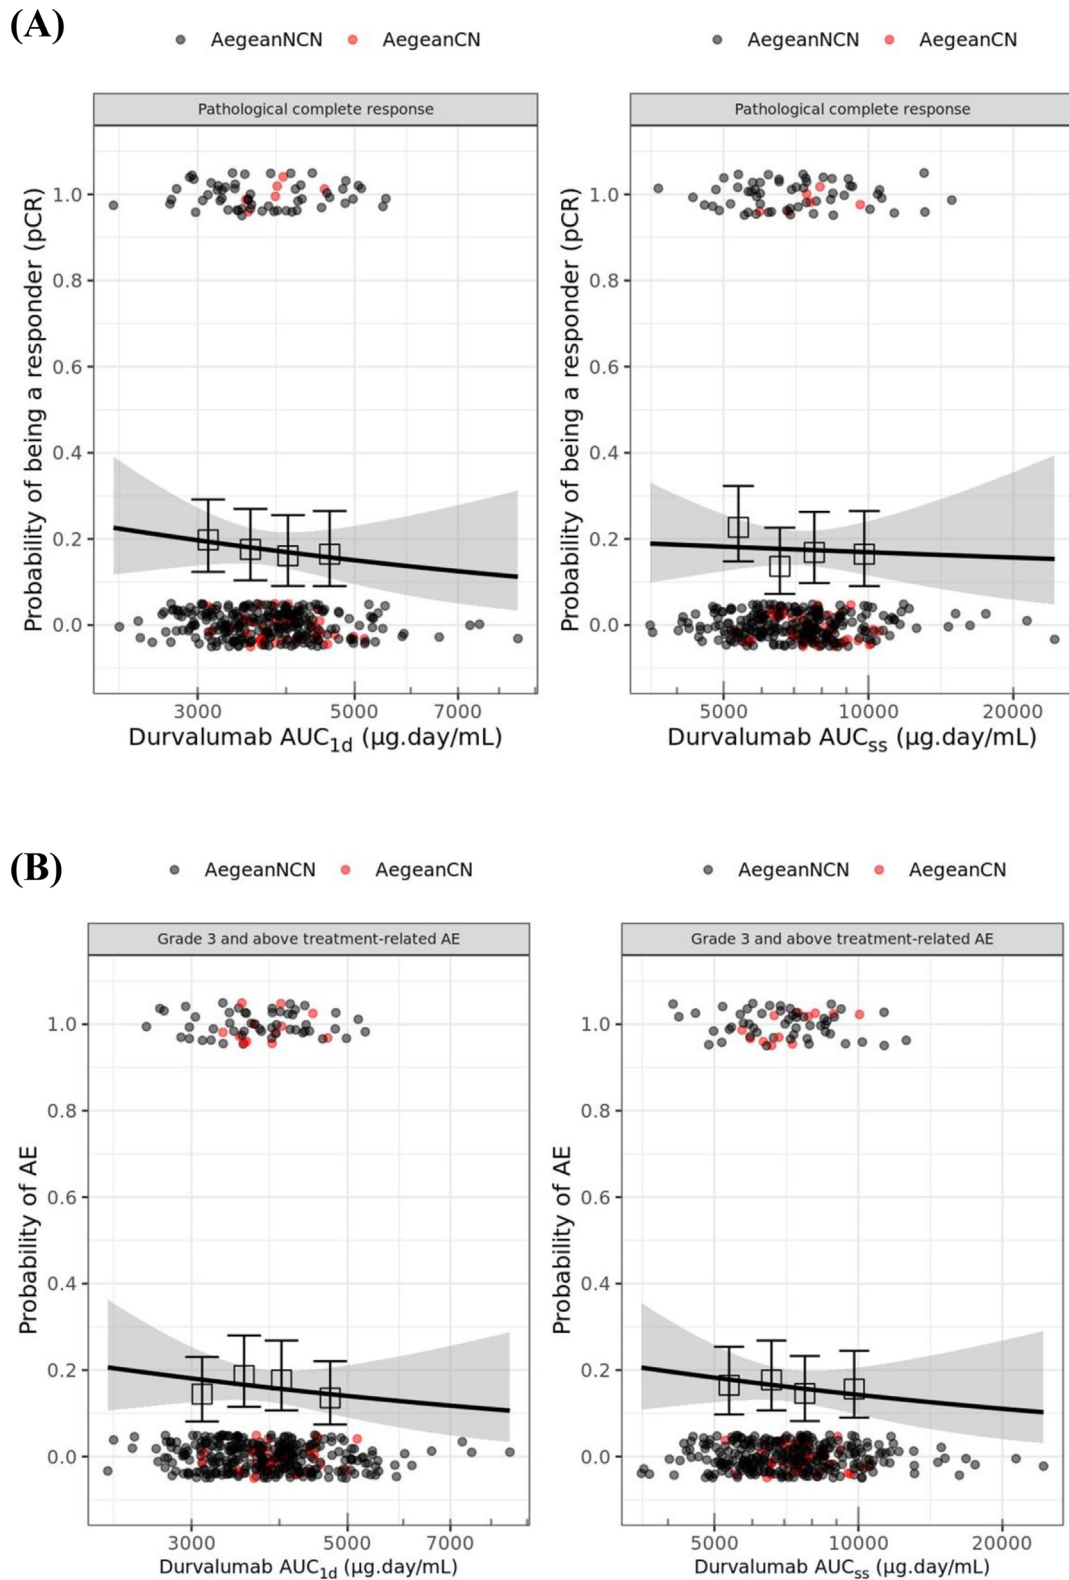 (A)
AegeanNCN AegeanCN
AegeanNCN AegeanCN
Pathological complete response
Pathological complete response
Probability of being a responder (pCR)
1.0
0.8
0.6
0.4
0.2
0.0
3000 5000 7000
Durvalumab AUC1d (µg.day/mL)
Probability of being a responder (pCR)
1.0
0.8
0.6
0.4
0.2
0.0
5000 10000 20000
Durvalumab AUCss (µg.day/mL)
(B)
AegeanNCN AegeanCN
AegeanNCN AegeanCN
Grade 3 and above treatment-related AE
Grade 3 and above treatment-related AE
Probability of AE
1.0
0.8
0.6
0.4
0.2
0.0
3000 5000 7000
Durvalumab AUC1d (µg.day/mL)
Probability of AE
1.0
0.8
0.6
0.4
0.2
0.0
5000 10000 20000
Durvalumab AUCss (µg.day/mL)